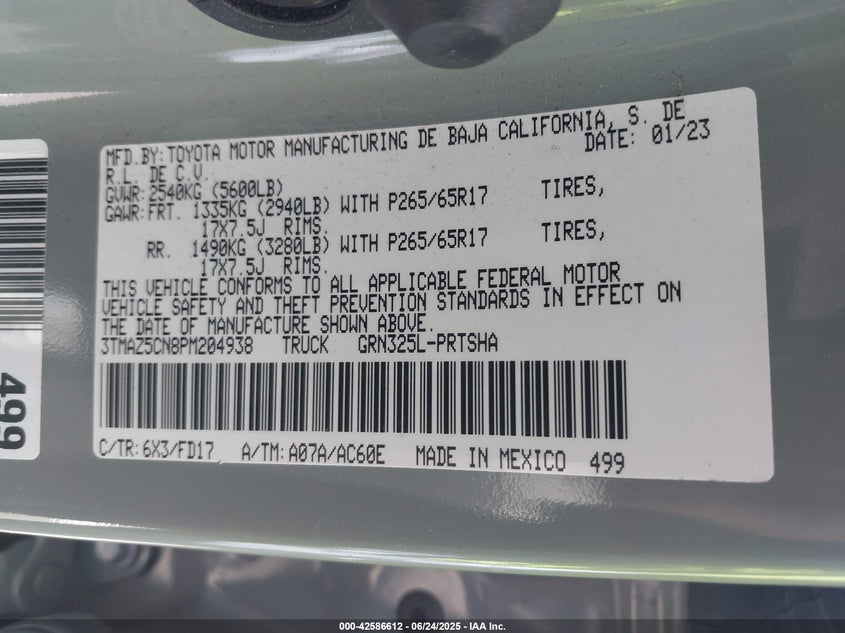 MFD.BY:TOYOTA MOTOR MANUFACTURING DE BAJA CALIFORNIA, S. DE
R.L. DE C.V. DATE: 01/23
GVWR:2540KG (5600LB)
GAWR:FRT. 1335KG (2940LB) WITH P265/65R17 TIRES,
17X7.5J RIMS.
RR. 1490KG (3280LB) WITH P265/65R17 TIRES,
17X7.5J RIMS.
THIS VEHICLE CONFORMS TO ALL APPLICABLE FEDERAL MOTOR
VEHICLE SAFETY AND THEFT PREVENTION STANDARDS IN EFFECT ON
THE DATE OF MANUFACTURE SHOWN ABOVE.
3TMAZ5CN8PM204938 TRUCK GRN325L-PRTSHA
C/TR:6X3/FD17 A/TM:A07A/AC60E MADE IN MEXICO 499
499
000-42586612 - 06/24/2025 - IAA Inc.